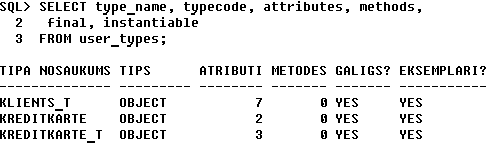 SQL> SELECT type_name, typecode, attributes, methods,
2 final, instantiable
3 FROM user_types;
TIPA NOSAUKUMS TIPS ATRIBUTI METODES GALIGS? EKSEMPLARI?
-------------- -------- -------- ------- ------- -----------
KLIENTS_T OBJECT 7 0 YES YES
KREDITKARTE OBJECT 2 0 YES YES
KREDITKARTE_T OBJECT 3 0 YES YES